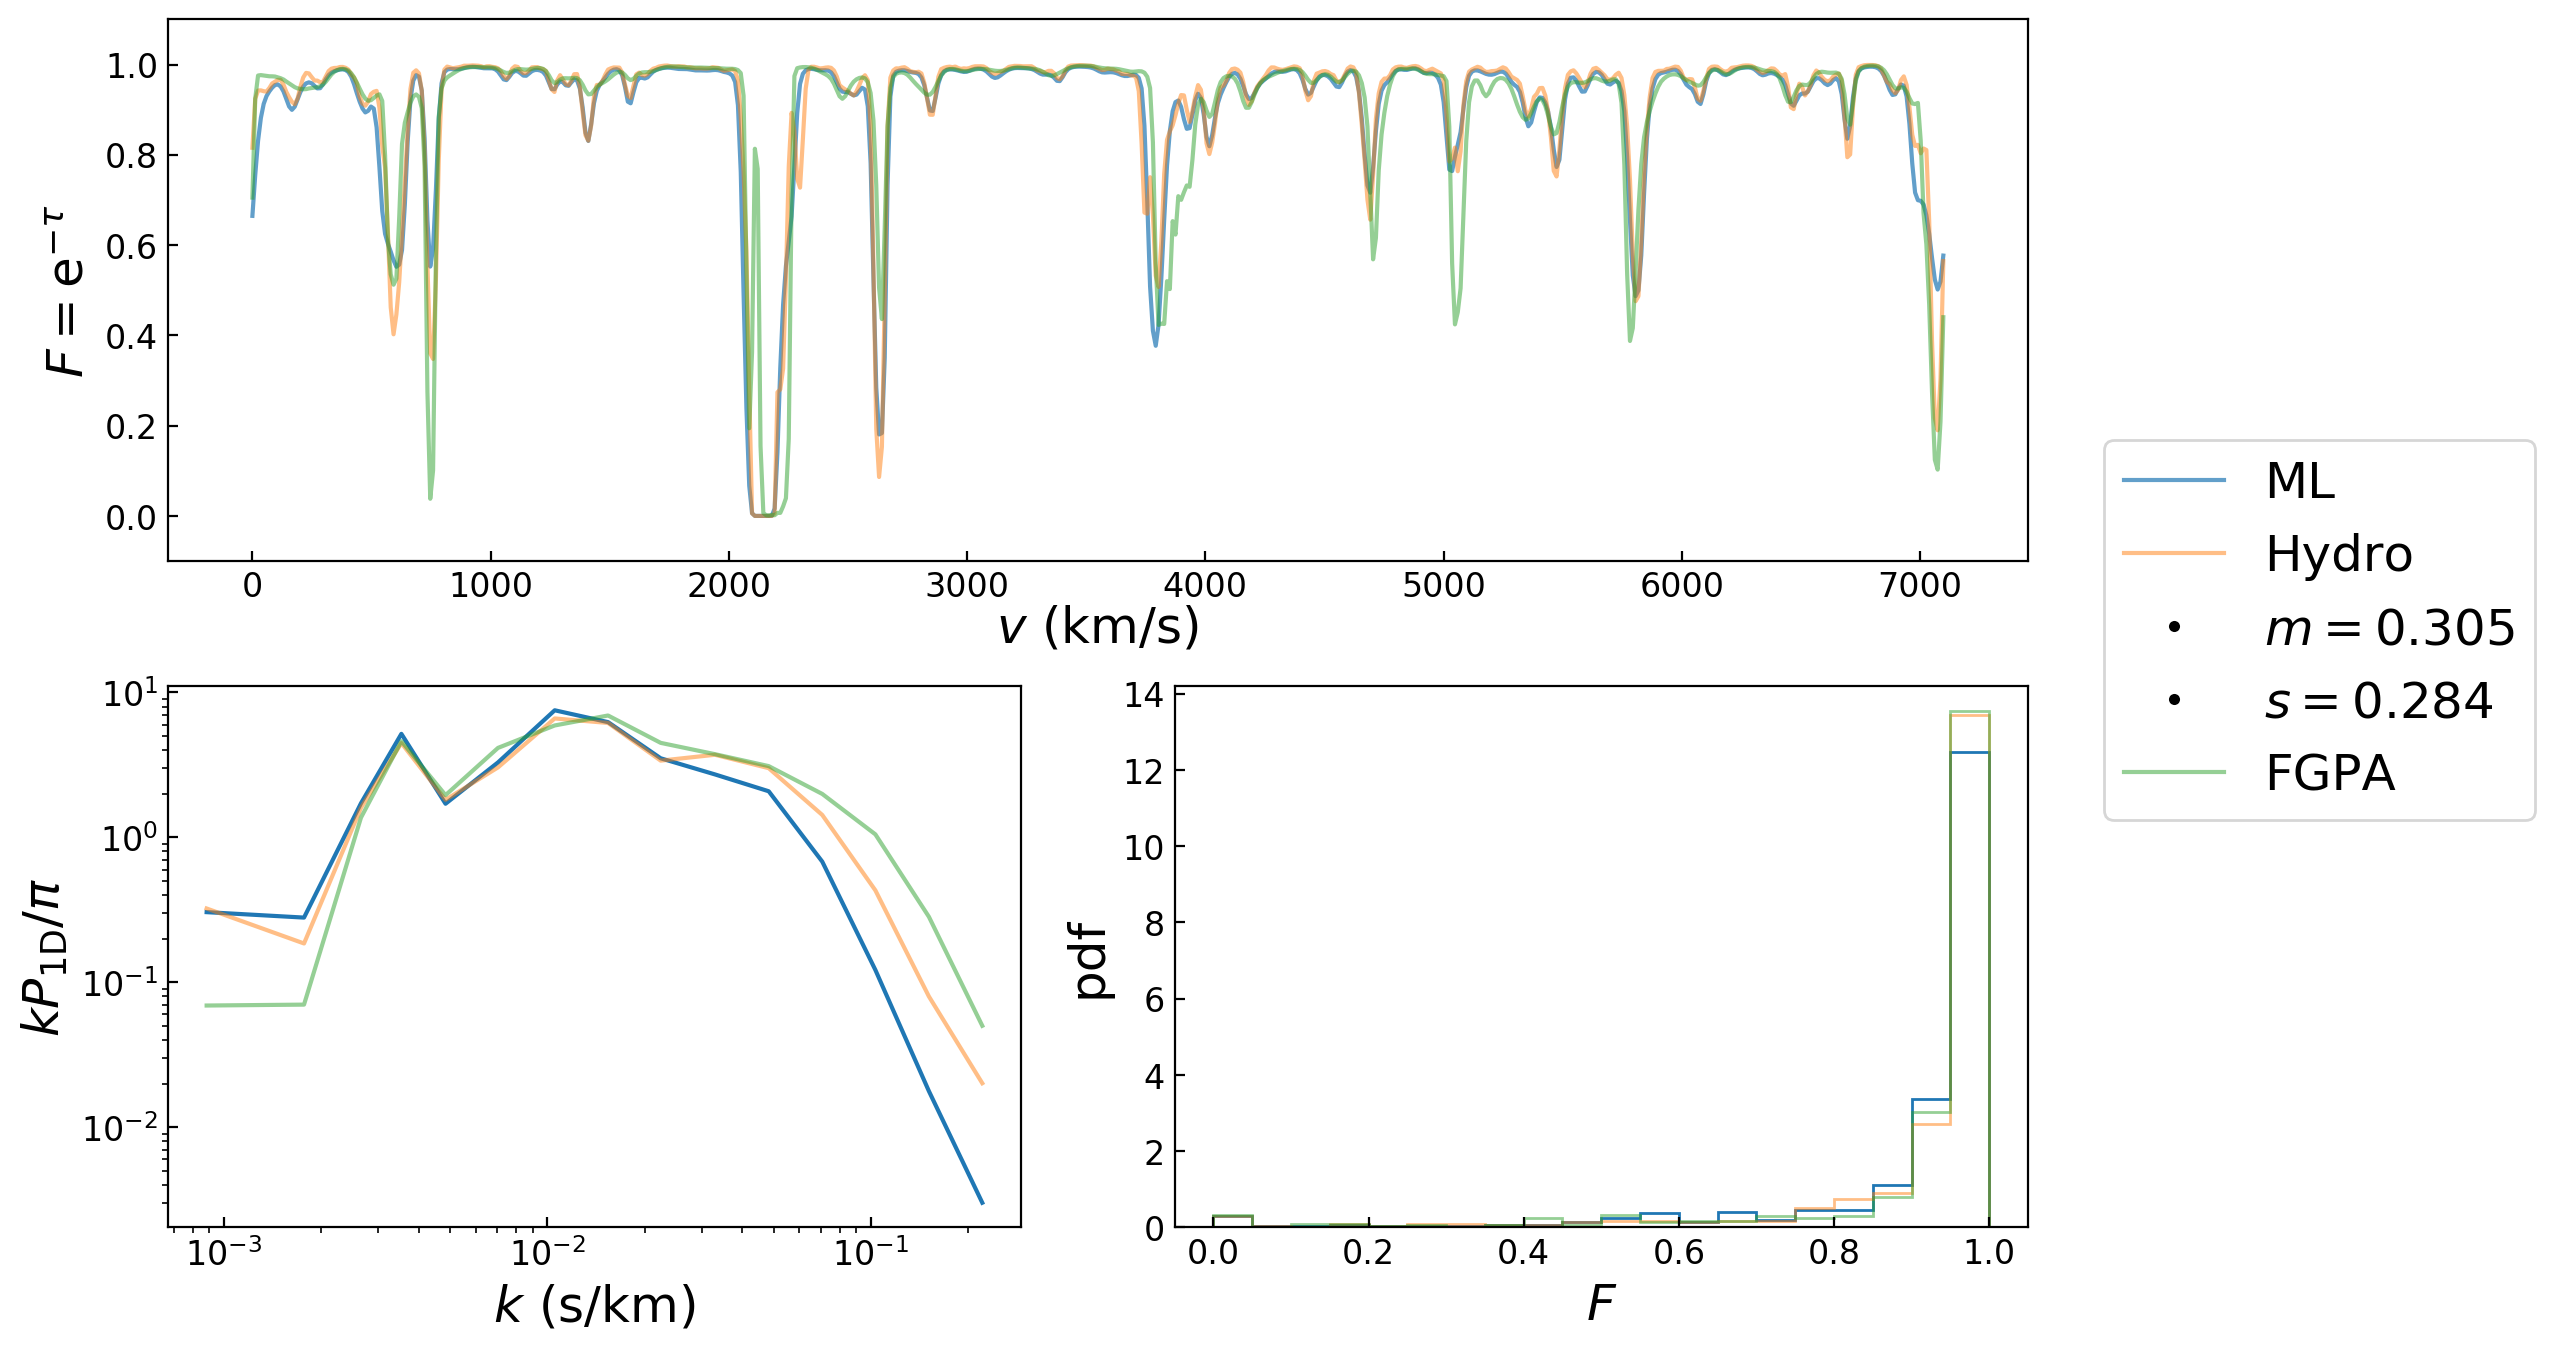 F = e^{−τ}
1.0
0.8
0.6
0.4
0.2
0.0
0 1000 2000 3000 4000 5000 6000 7000
v (km/s)
ML
Hydro
m = 0.305
s = 0.284
FGPA
kP_{1D}/π
10^1
10^0
10^{−1}
10^{−2}
10^{−3} 10^{−2} 10^{−1}
k (s/km)
pdf
14
12
10
8
6
4
2
0
0.0 0.2 0.4 0.6 0.8 1.0
F